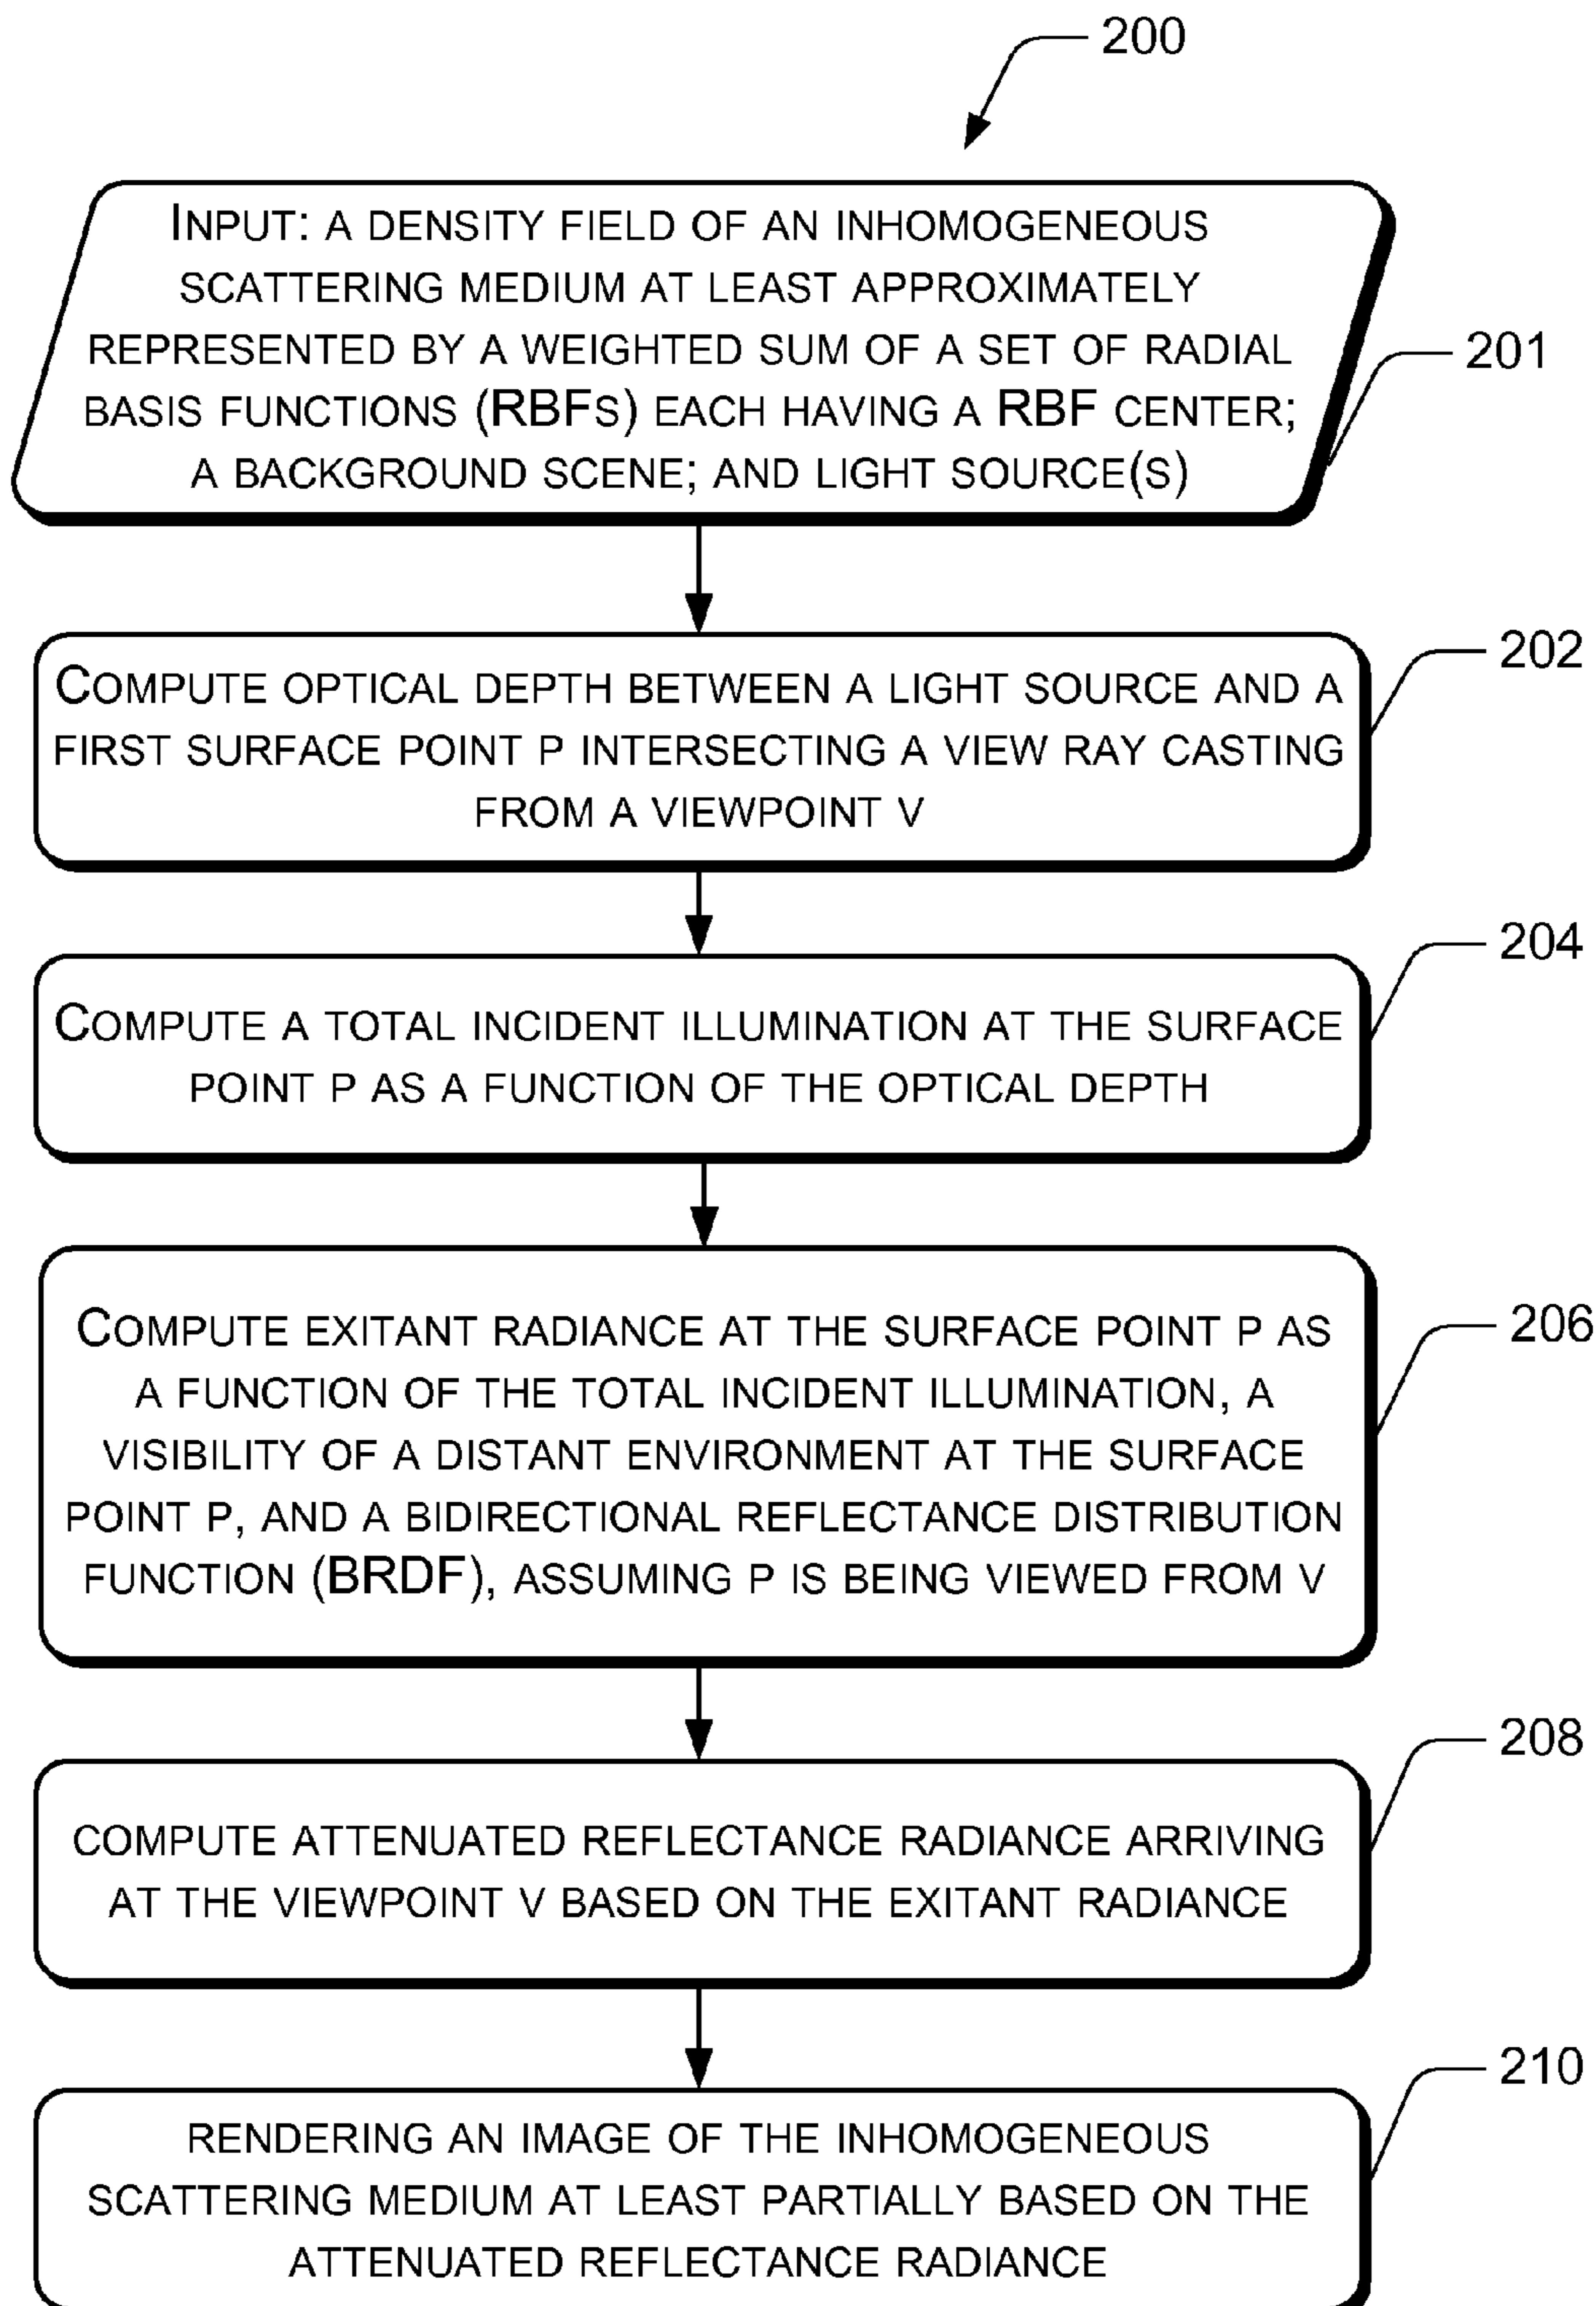 200
INPUT: A DENSITY FIELD OF AN INHOMOGENEOUS
SCATTERING MEDIUM AT LEAST APPROXIMATELY
REPRESENTED BY A WEIGHTED SUM OF A SET OF RADIAL
BASIS FUNCTIONS (RBFS) EACH HAVING A RBF CENTER;
A BACKGROUND SCENE; AND LIGHT SOURCE(S)
201
COMPUTE OPTICAL DEPTH BETWEEN A LIGHT SOURCE AND A
FIRST SURFACE POINT P INTERSECTING A VIEW RAY CASTING
FROM A VIEWPOINT V
202
COMPUTE A TOTAL INCIDENT ILLUMINATION AT THE SURFACE
POINT P AS A FUNCTION OF THE OPTICAL DEPTH
204
COMPUTE EXITANT RADIANCE AT THE SURFACE POINT P AS
A FUNCTION OF THE TOTAL INCIDENT ILLUMINATION, A
VISIBILITY OF A DISTANT ENVIRONMENT AT THE SURFACE
POINT P, AND A BIDIRECTIONAL REFLECTANCE DISTRIBUTION
FUNCTION (BRDF), ASSUMING P IS BEING VIEWED FROM V
206
COMPUTE ATTENUATED REFLECTANCE RADIANCE ARRIVING
AT THE VIEWPOINT V BASED ON THE EXITANT RADIANCE
208
RENDERING AN IMAGE OF THE INHOMOGENEOUS
SCATTERING MEDIUM AT LEAST PARTIALLY BASED ON THE
ATTENUATED REFLECTANCE RADIANCE
210